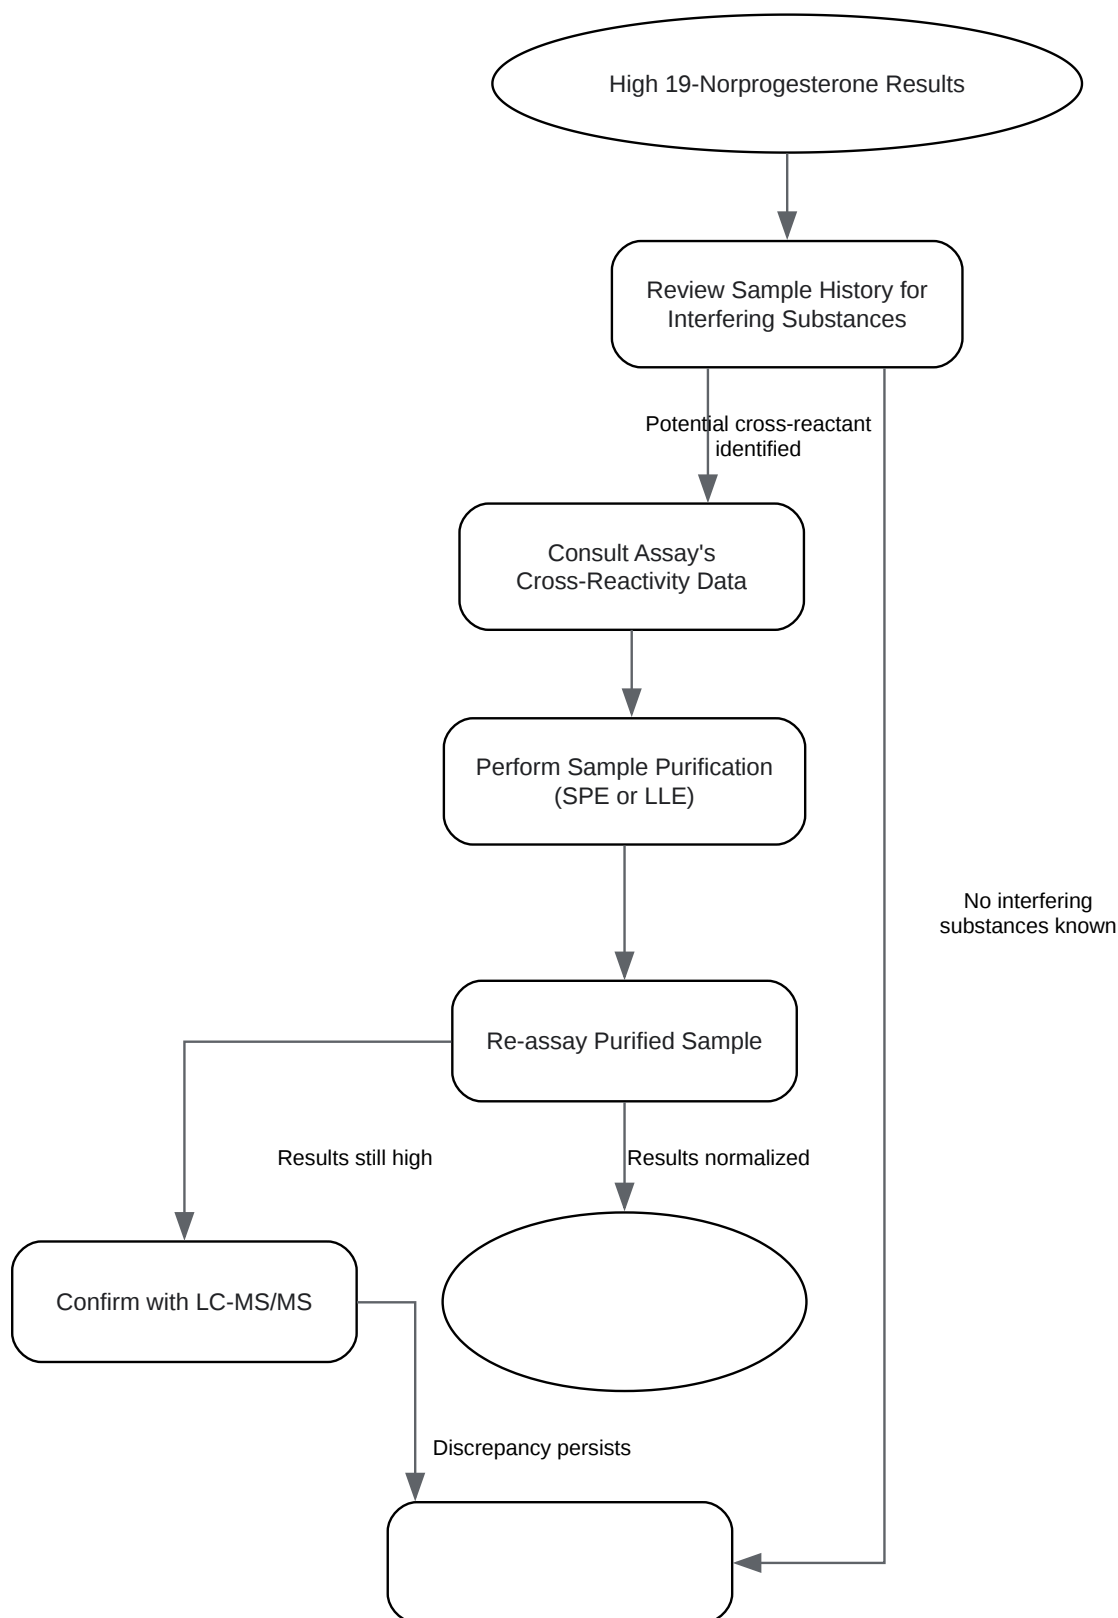 High 19-Norprogesterone Results
Review Sample History for
Interfering Substances
Potential cross-reactant
identified
Consult Assay's
Cross-Reactivity Data
Perform Sample Purification
(SPE or LLE)
No interfering
substances known
Re-assay Purified Sample
Results still high
Results normalized
Confirm with LC-MS/MS
Discrepancy persists